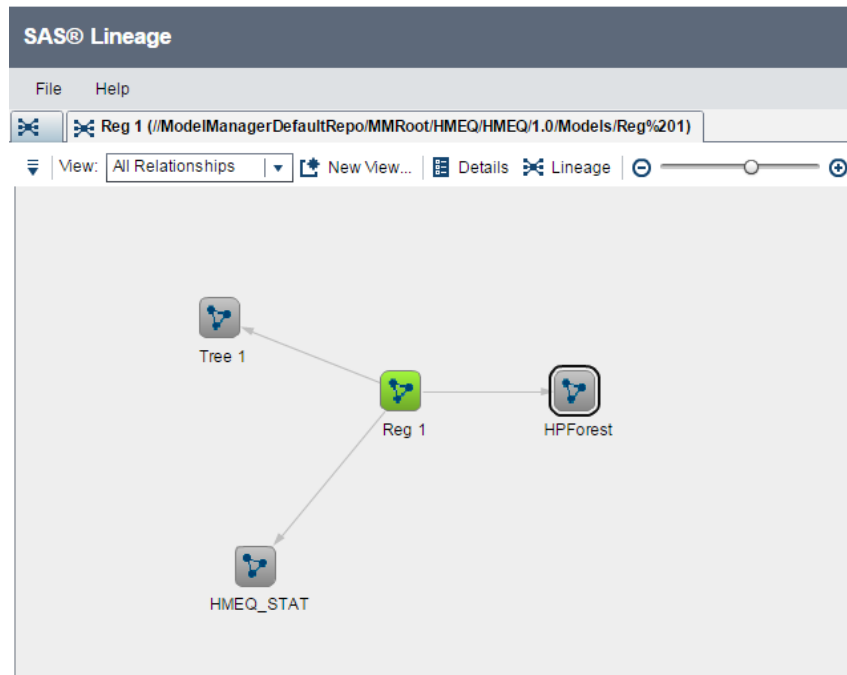 SAS® Lineage
File Help
Reg 1 (//ModelManagerDefaultRepo/MMRoot/HMEQ/HMEQ/1.0/Models/Reg%201)
View: All Relationships New View... Details Lineage
Tree 1
Reg 1
HPForest
HMEQ_STAT